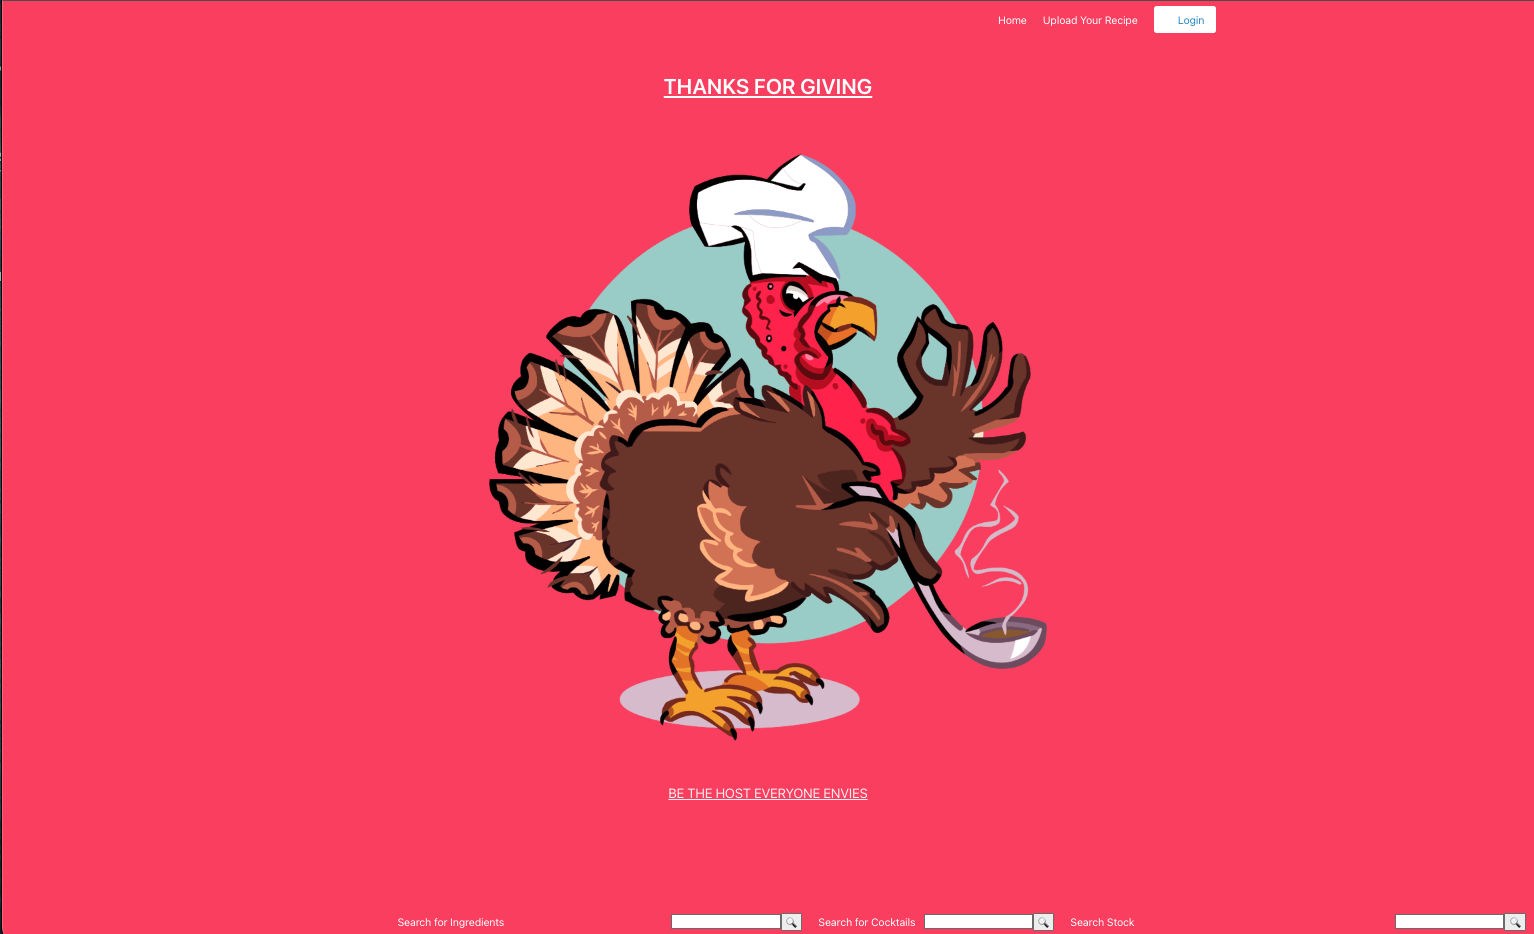 Home Upload Your Recipe Login
THANKS FOR GIVING
BE THE HOST EVERYONE ENVIES
Search for Ingredients Search for Cocktails Search Stock